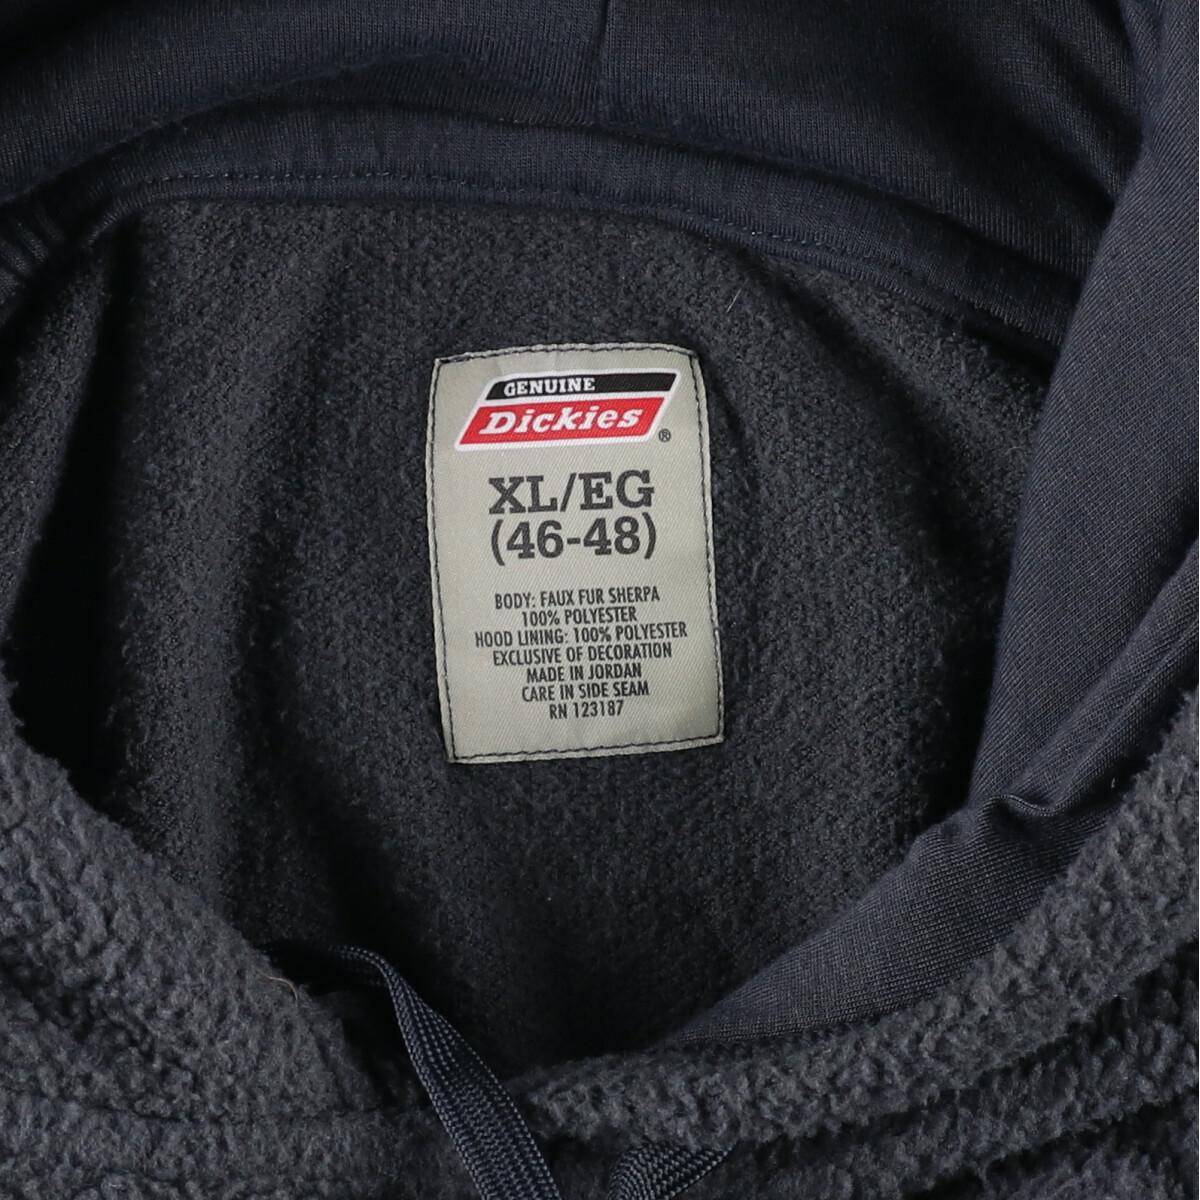 GENUINE
Dickies®
XL/EG
(46-48)
BODY: FAUX FUR SHERPA
100% POLYESTER
HOOD LINING: 100% POLYESTER
EXCLUSIVE OF DECORATION
MADE IN JORDAN
CARE IN SIDE SEAM
RN 123187